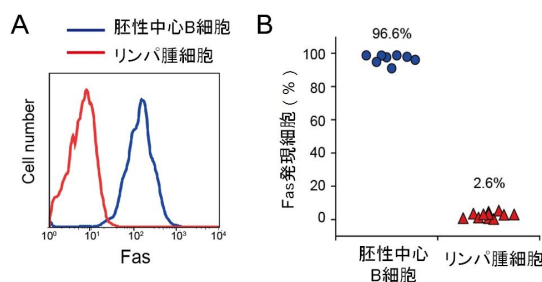 A
胚性中心B細胞
リンパ腫細胞
Cell number
10⁰ 10¹ 10² 10³ 10⁴
Fas
B
96.6%
Fas発現細胞(%)
100
80
60
40
20
0
2.6%
胚性中心
B細胞
リンパ腫細胞